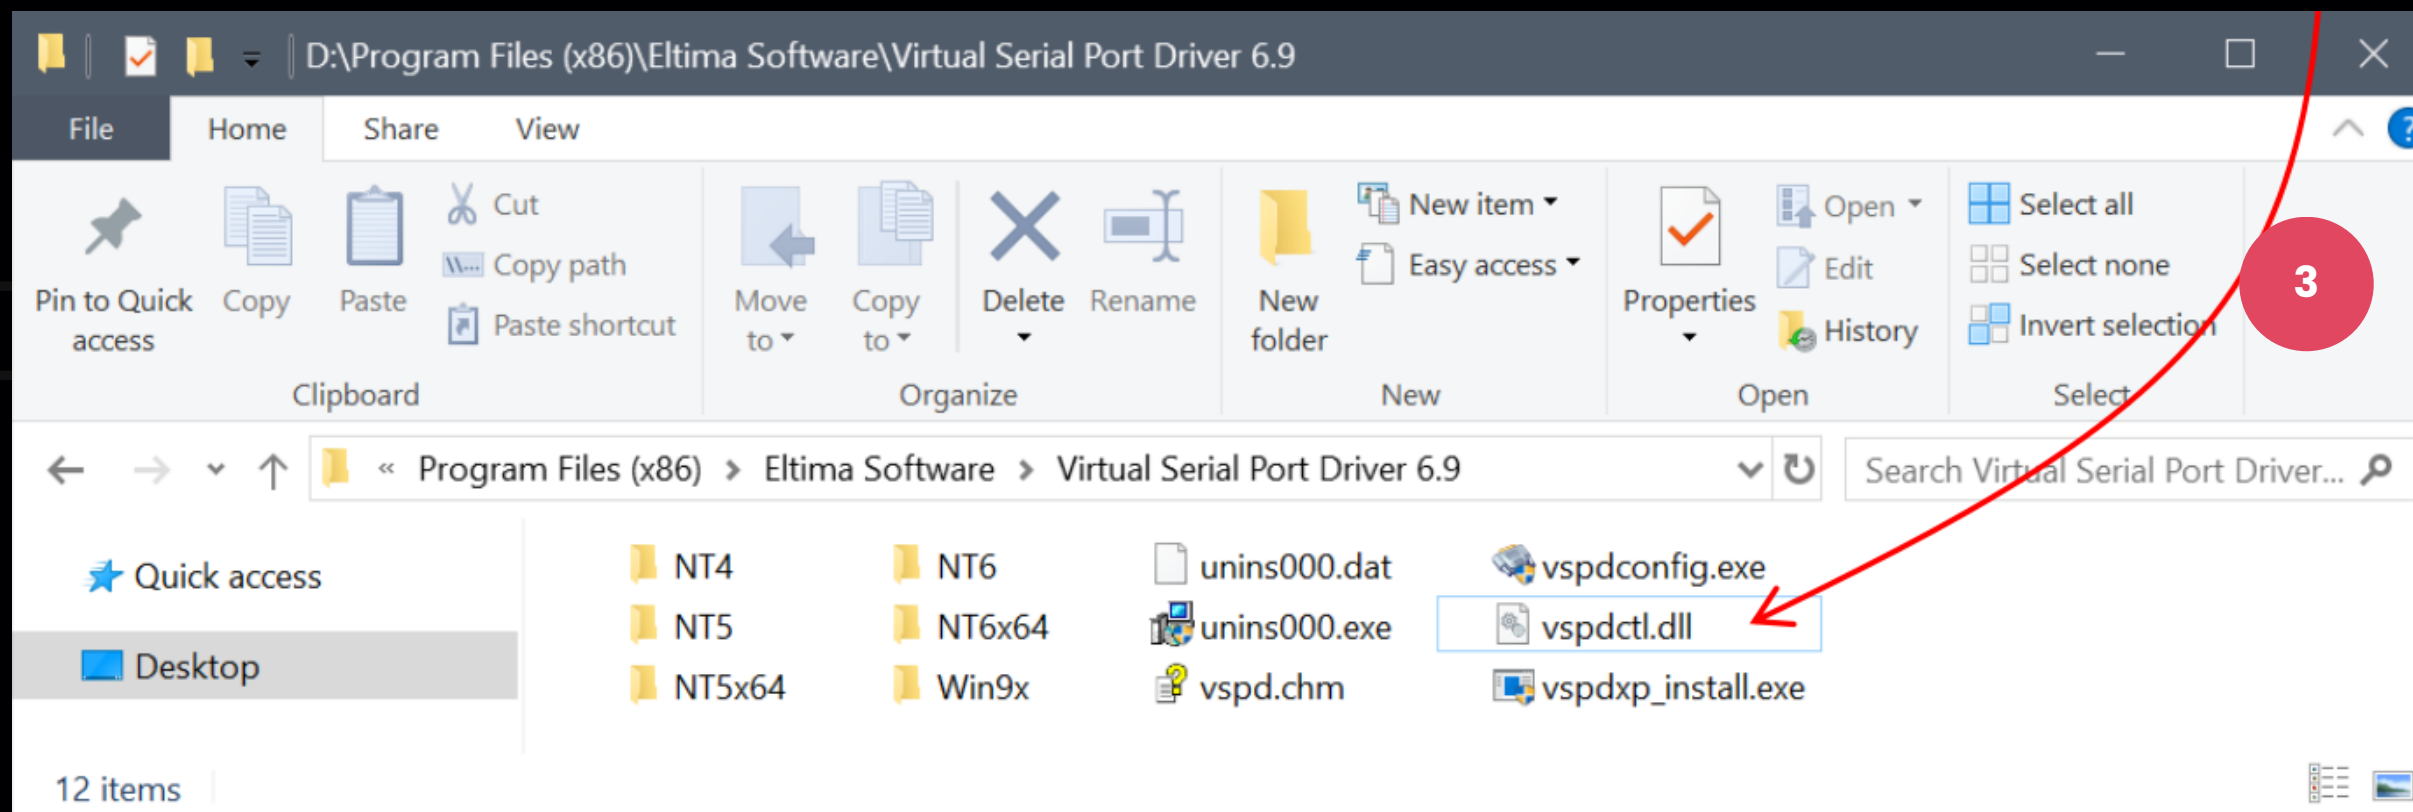 D:\Program Files (x86)\Eltima Software\Virtual Serial Port Driver 6.9
File Home Share View
?
Pin to Quick access
Copy
Paste
Cut
\\... Copy path
Paste shortcut
Clipboard
Move to
Copy to
Delete
Rename
Organize
New folder
New item
Easy access
New
Properties
Open
Edit
History
Open
Select all
Select none
Invert selection
Select
3
« Program Files (x86) > Eltima Software > Virtual Serial Port Driver 6.9
Search Virtual Serial Port Driver...
Quick access
Desktop
NT4
NT5
NT5x64
NT6
NT6x64
Win9x
unins000.dat
unins000.exe
vspd.chm
vspdconfig.exe
vspdctl.dll
vspdxp_install.exe
12 items